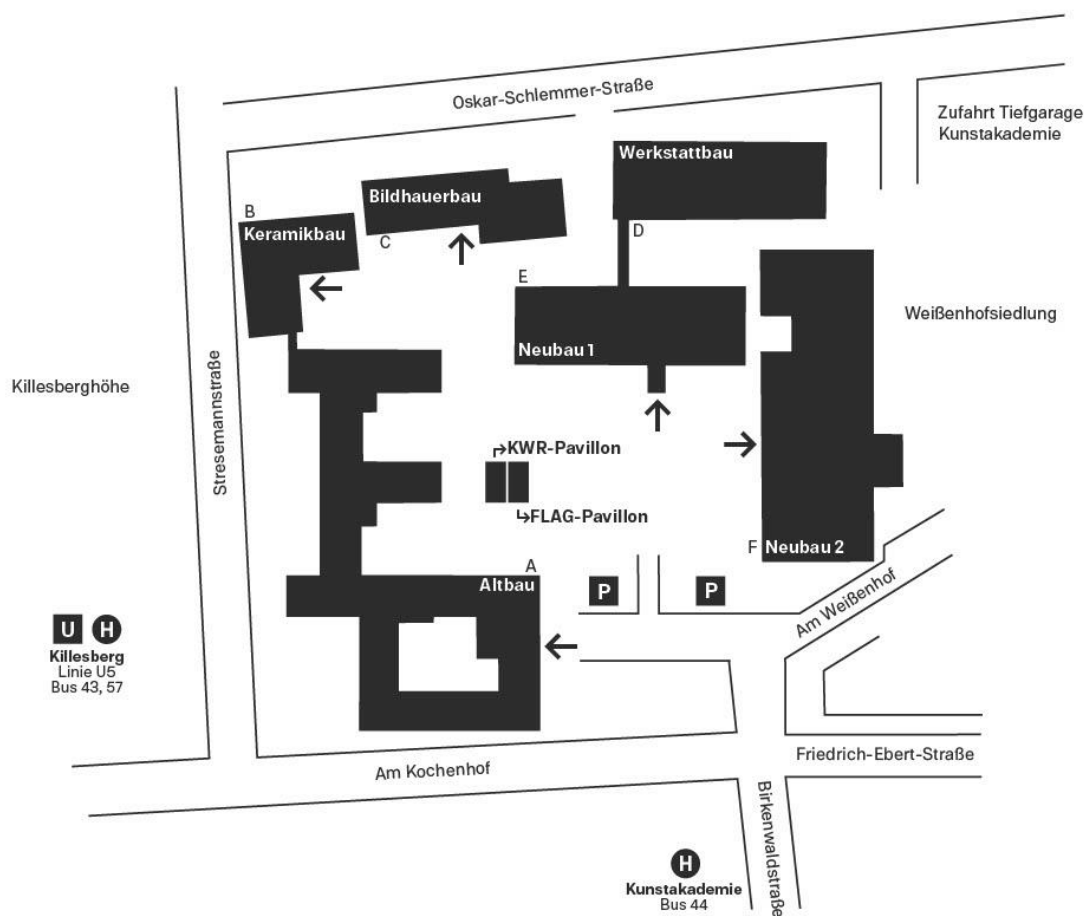 Oskar-Schlemmer-Straße
Zufahrt Tiefgarage
Kunstakademie
Werkstattbau
Bildhauerbau
B
Keramikbau
C
D
E
Neubau 1
Weißenhofsiedlung
Killesberghöhe
Stresemannstraße
KWR-Pavillon
FLAG-Pavillon
F
Neubau 2
A
Altbau
P
P
Am Weißenhof
U H
Killesberg
Linie U5
Bus 43, 57
Am Kochenhof
Friedrich-Ebert-Straße
Birkenwaldstraße
H
Kunstakademie
Bus 44